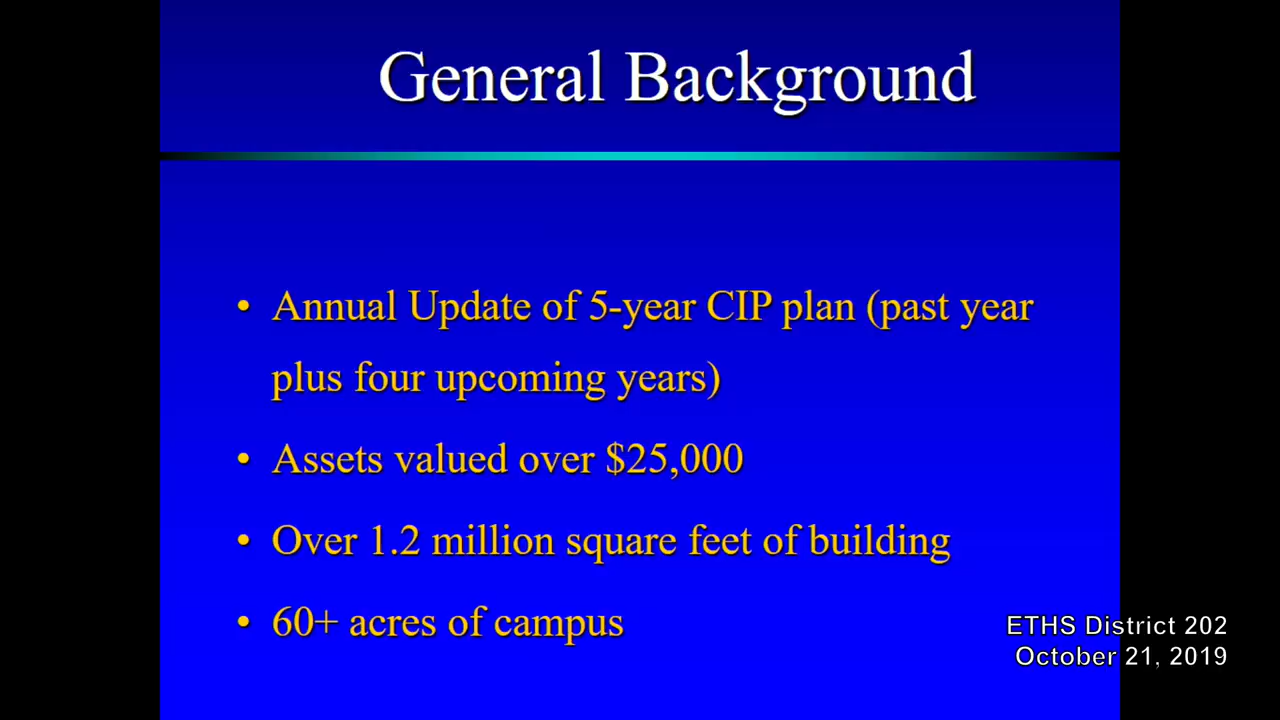 General Background
• Annual Update of 5-year CIP plan (past year
plus four upcoming years)
• Assets valued over $25,000
• Over 1.2 million square feet of building
• 60+ acres of campus
ETHS District 202
October 21, 2019